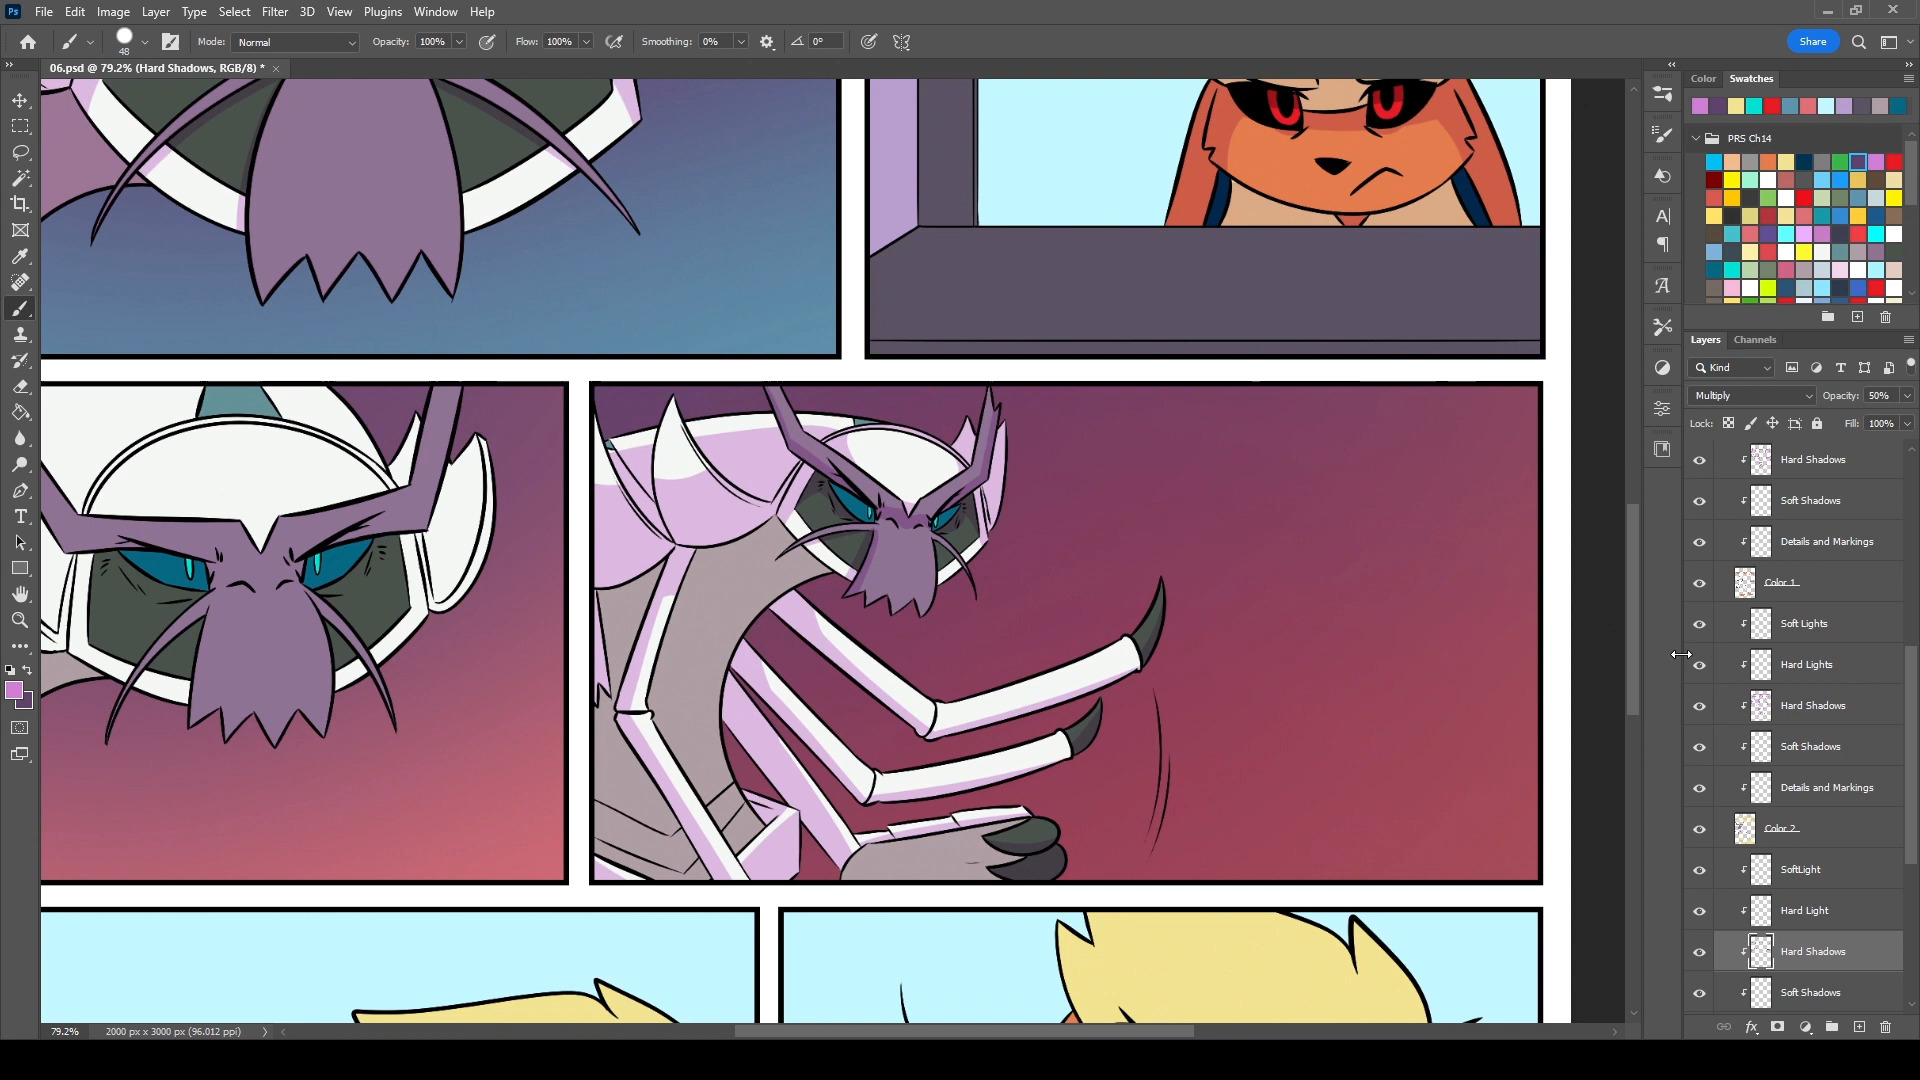 Ps File Edit Image Layer Type Select Filter 3D View Plugins Window Help
48 Mode: Normal Opacity: 100% Flow: 100% Smoothing: 0% 0° Share
06.psd @ 79.2% (Hard Shadows, RGB/8) *
Color Swatches
PRS Ch14
Layers Channels
Kind
Multiply Opacity: 50%
Lock: Fill: 100%
Hard Shadows
Soft Shadows
Details and Markings
Color 1
Soft Lights
Hard Lights
Hard Shadows
Soft Shadows
Details and Markings
Color 2
SoftLight
Hard Light
Hard Shadows
Soft Shadows
79.2% 2000 px x 3000 px (96.012 ppi)